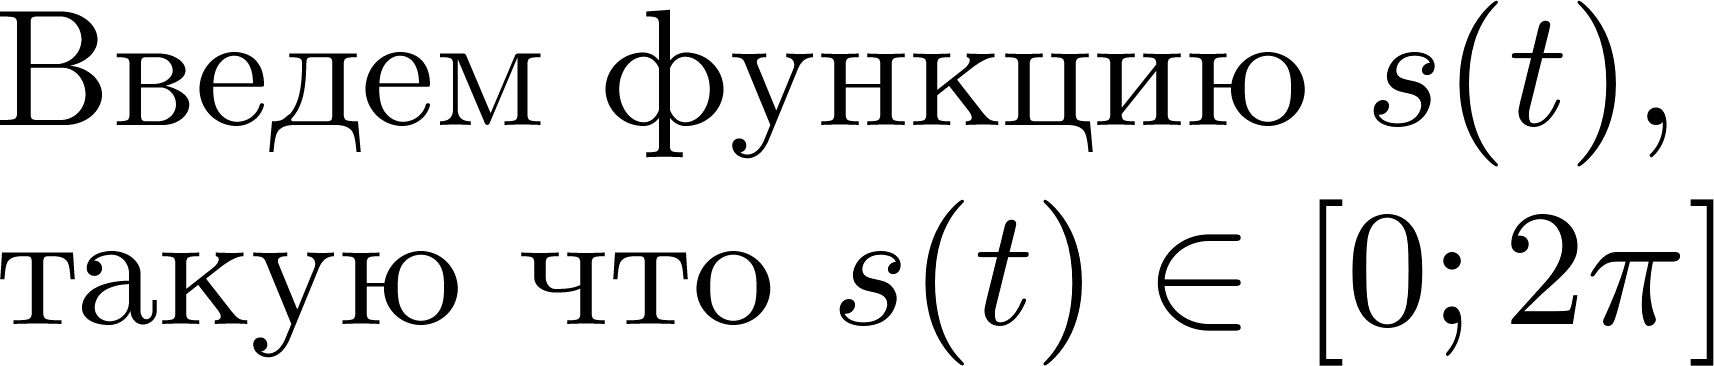 Введем функцию s(t),
такую что s(t) ∈ [0; 2π]